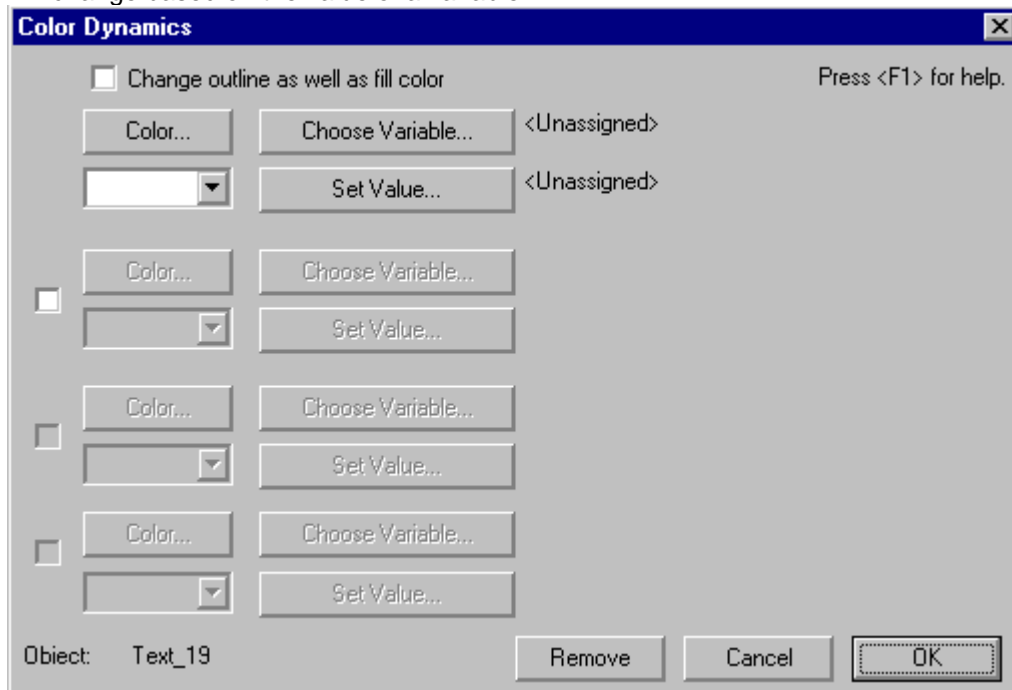 Color Dynamics
Change outline as well as fill color
Press <F1> for help.
Color... Choose Variable... <Unassigned>
Set Value... <Unassigned>
Color... Choose Variable...
Set Value...
Color... Choose Variable...
Set Value...
Color... Choose Variable...
Set Value...
Object: Text_19 Remove Cancel OK